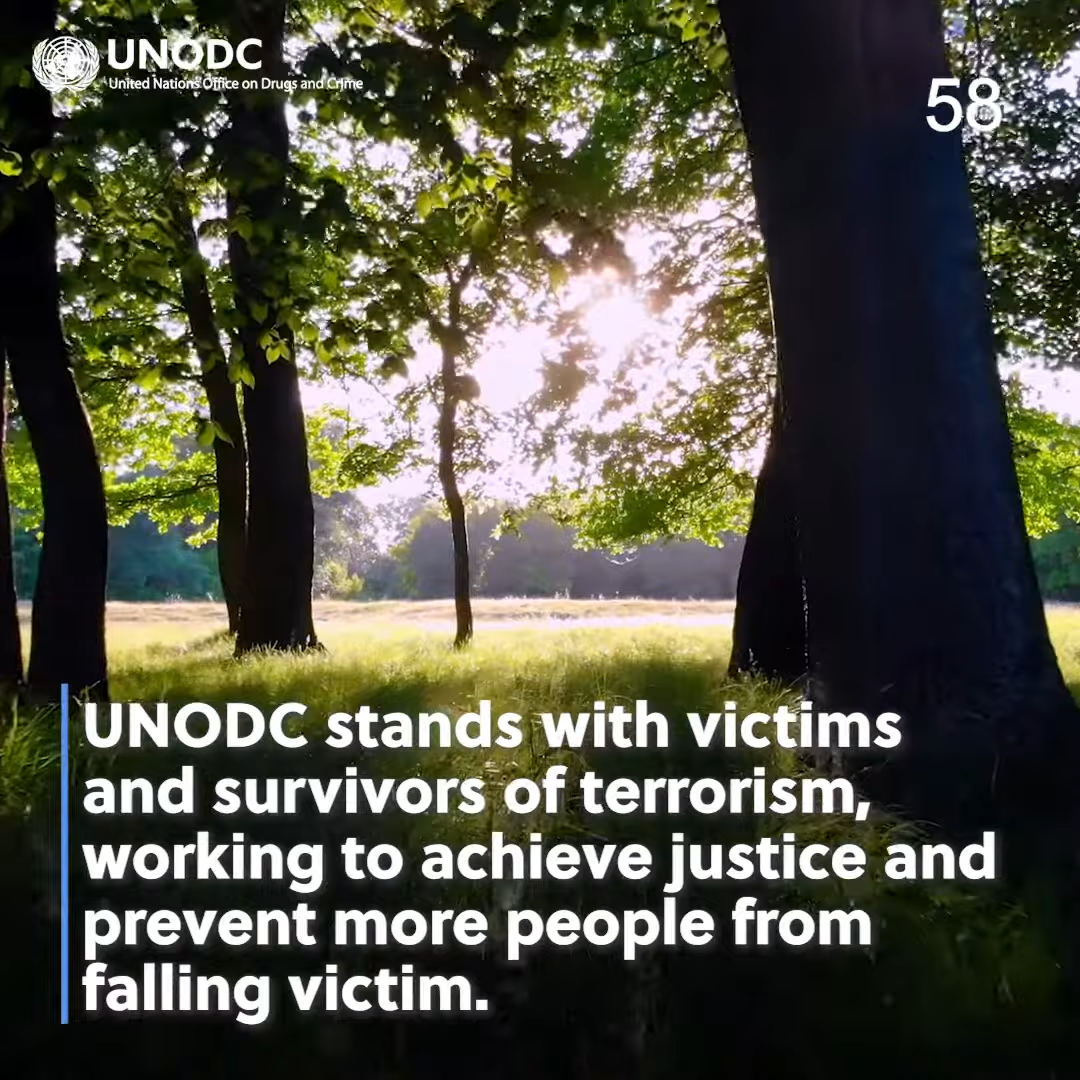 UNODC
United Nations Office on Drugs and Crime
58
UNODC stands with victims
and survivors of terrorism,
working to achieve justice and
prevent more people from
falling victim.